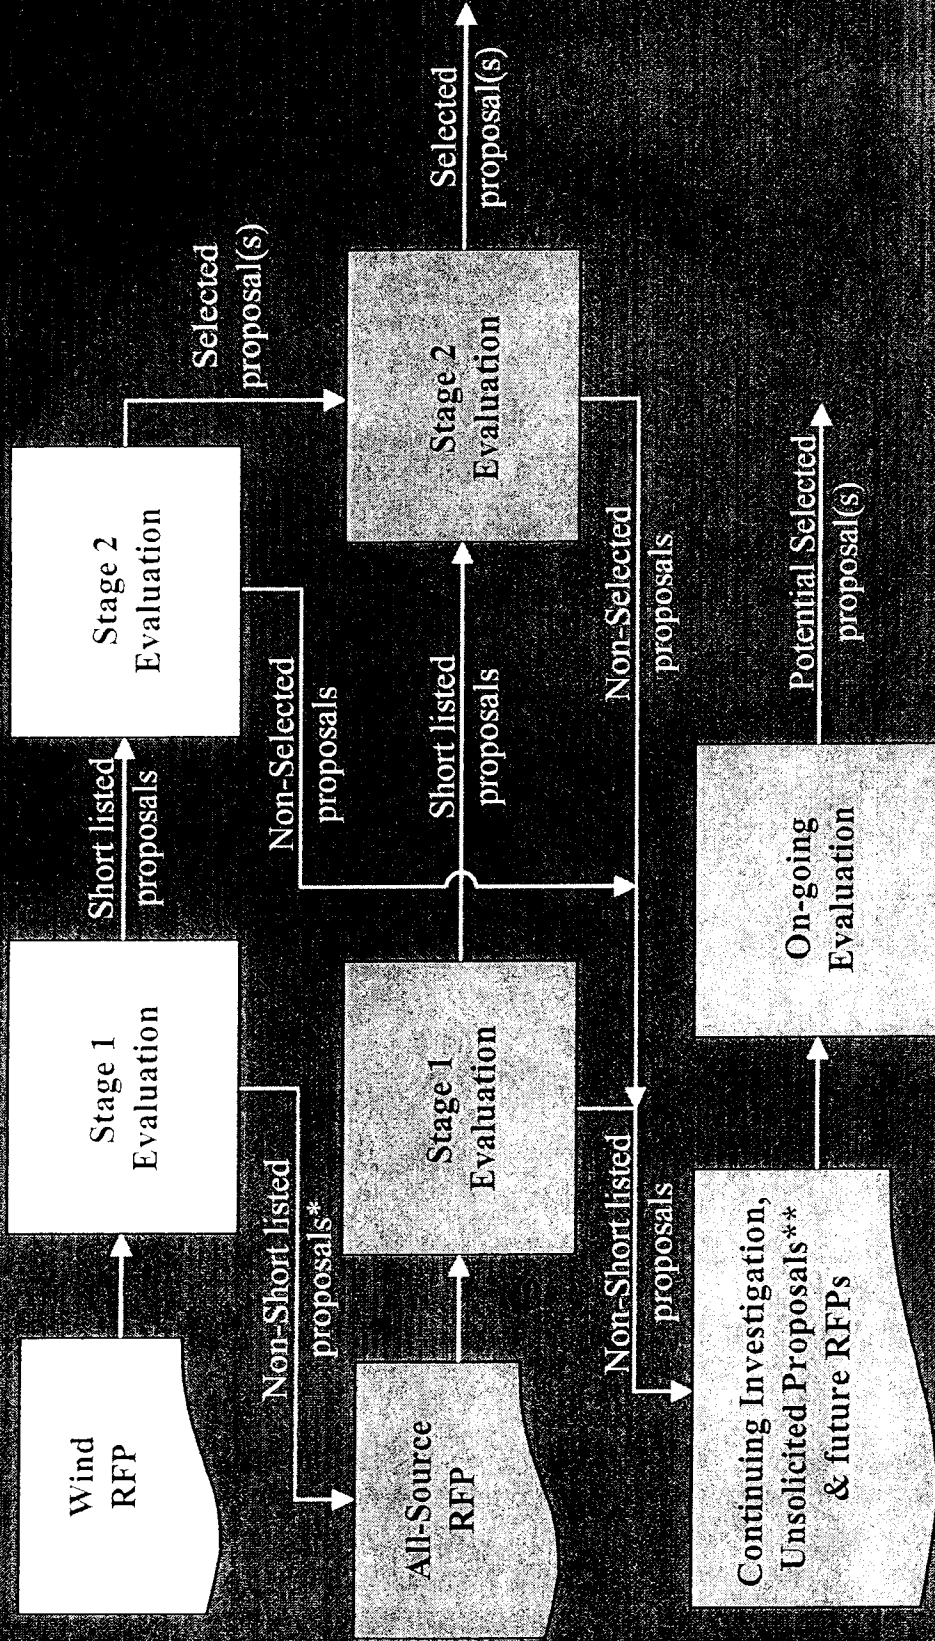 Wind
RFP
Stage 1
Evaluation
Short listed
proposals
Stage 2
Evaluation
Selected
proposal(s)
Non-Short listed
proposals*
Non-Selected
proposals
All-Source
RFP
Stage 1
Evaluation
Short listed
proposals
Stage 2
Evaluation
Selected
proposal(s)
Non-Short listed
proposals
Non-Selected
proposals
Continuing Investigation,
Unsolicited Proposals**
& future RFPs
On-going
Evaluation
Potential Selected
proposal(s)